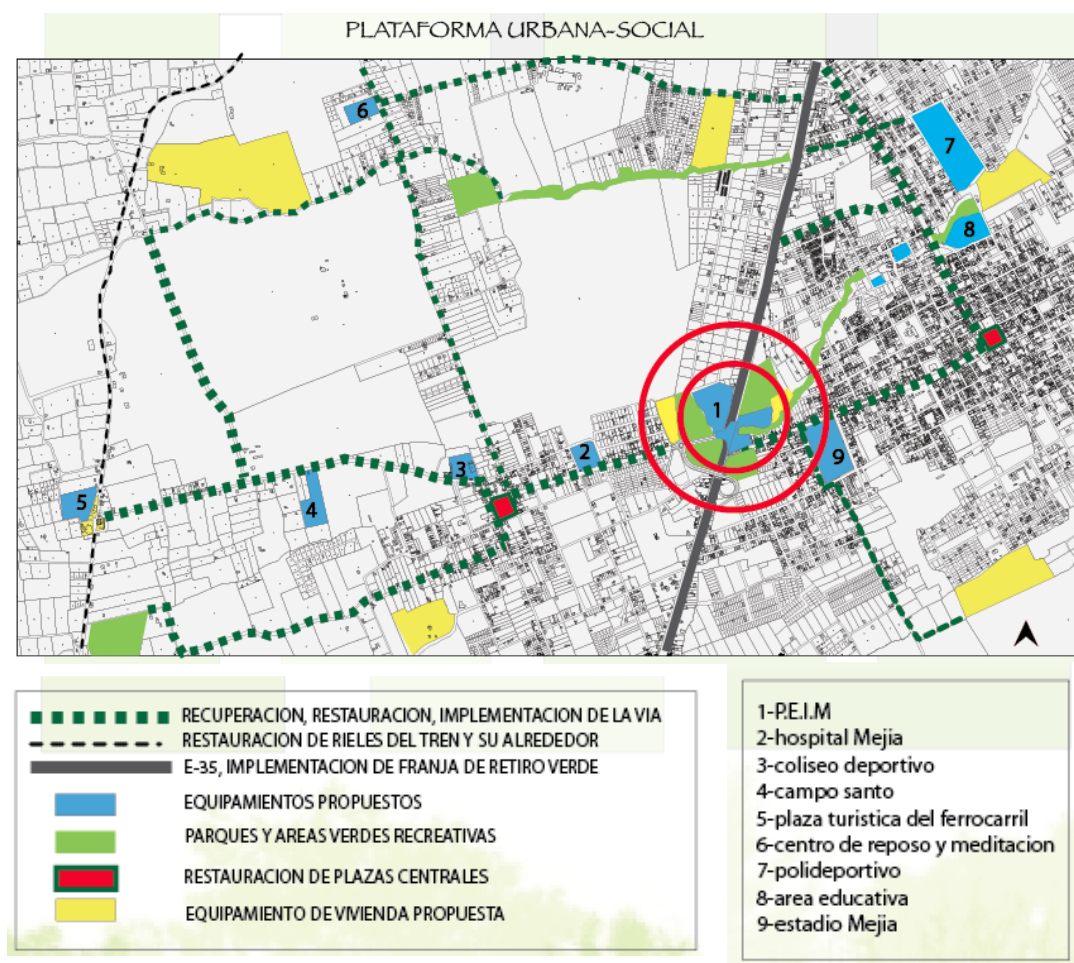 PLATAFORMA URBANA-SOCIAL
6
7
8
1
2
3
9
5
4
RECUPERACION, RESTAURACION, IMPLEMENTACION DE LA VIA
RESTAURACION DE RIELES DEL TREN Y SU ALREDEDOR
E-35, IMPLEMENTACION DE FRANJA DE RETIRO VERDE
EQUIPAMIENTOS PROPUESTOS
PARQUES Y AREAS VERDES RECREATIVAS
RESTAURACION DE PLAZAS CENTRALES
EQUIPAMIENTO DE VIVIENDA PROPUESTA
1-P.E.I.M
2-hospital Mejia
3-coliseo deportivo
4-campo santo
5-plaza turistica del ferrocarril
6-centro de reposo y meditacion
7-polideportivo
8-area educativa
9-estadio Mejia